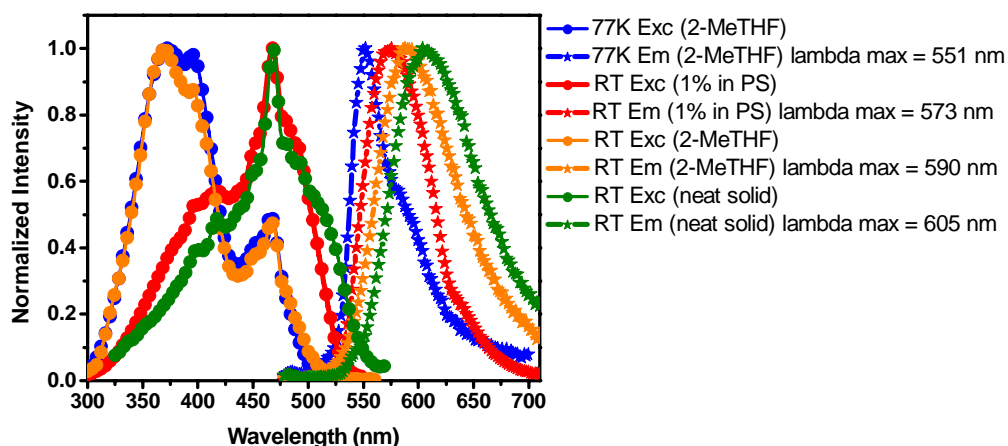 77K Exc (2-MeTHF)
77K Em (2-MeTHF) lambda max = 551 nm
RT Exc (1% in PS)
RT Em (1% in PS) lambda max = 573 nm
RT Exc (2-MeTHF)
RT Em (2-MeTHF) lambda max = 590 nm
RT Exc (neat solid)
RT Em (neat solid) lambda max = 605 nm
Normalized Intensity
1.0
0.8
0.6
0.4
0.2
0.0
300 350 400 450 500 550 600 650 700
Wavelength (nm)